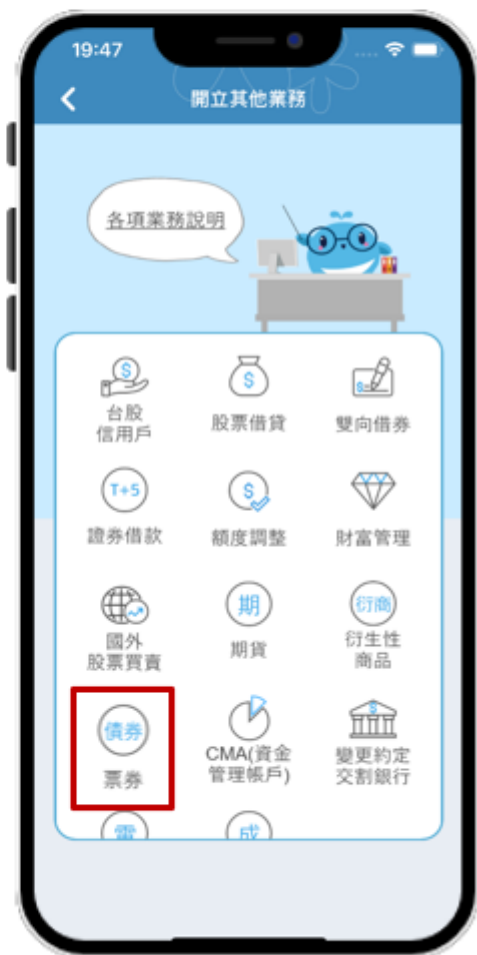 19:47
開立其他業務
各項業務說明
台股
信用戶
股票借貸
雙向借券
T+5
證券借款
額度調整
財富管理
國外
股票買賣
期
期貨
衍商
衍生性
商品
債券
票券
CMA(資金
管理帳戶)
變更約定
交割銀行
電
成